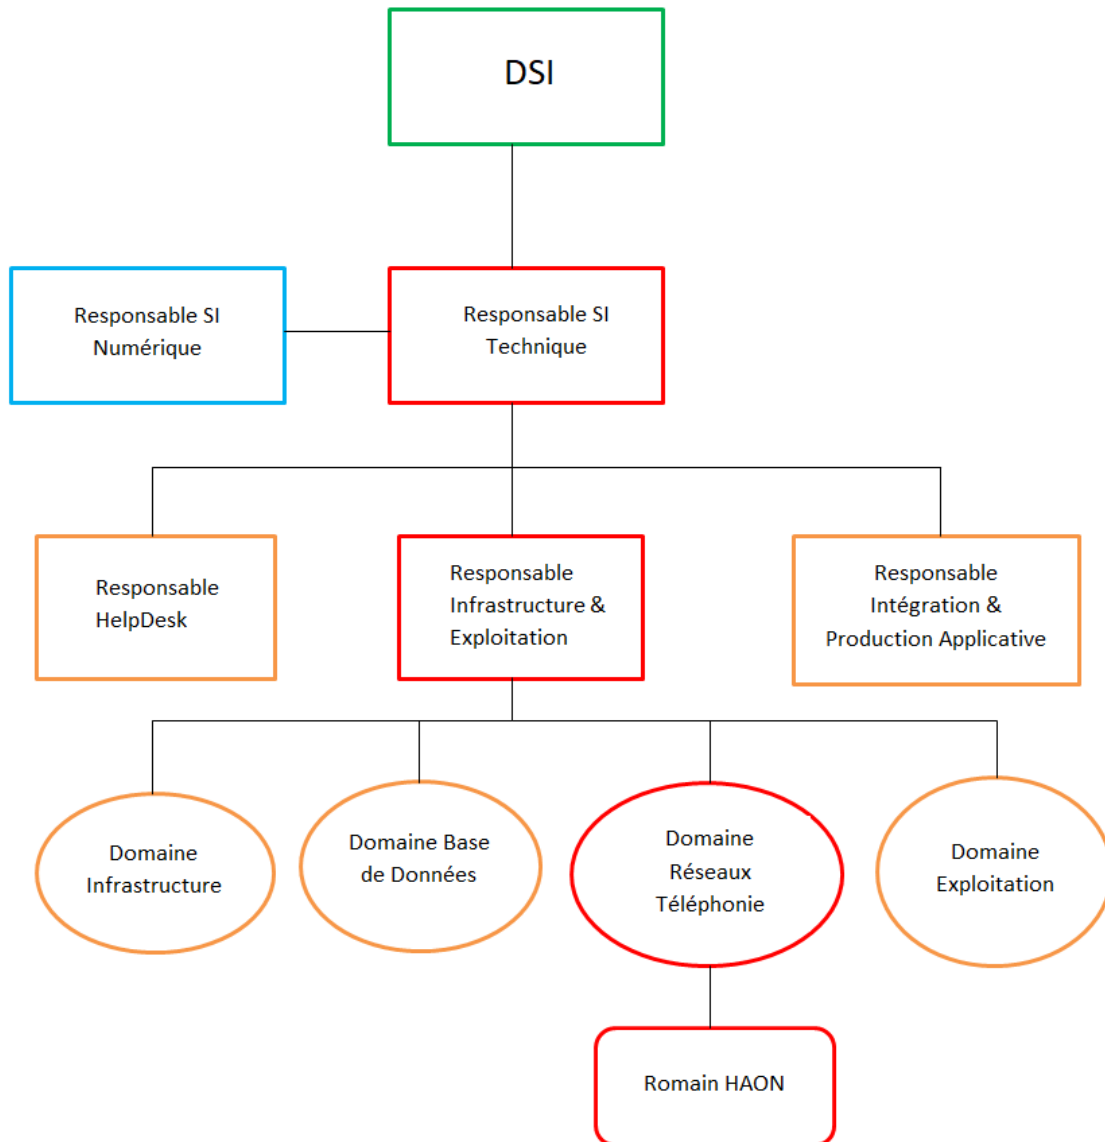 DSI
Responsable SI
Numérique
Responsable SI
Technique
Responsable
HelpDesk
Responsable
Infrastructure &
Exploitation
Responsable
Intégration &
Production Applicative
Domaine
Infrastructure
Domaine Base
de Données
Domaine
Réseaux
Téléphonie
Domaine
Exploitation
Romain HAON